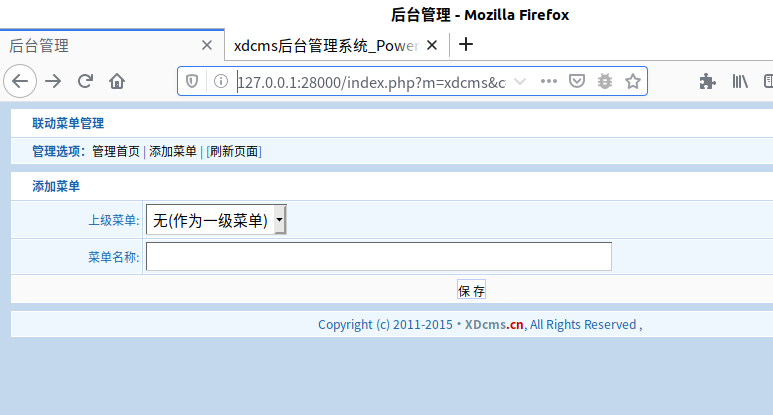 后台管理 - Mozilla Firefox
后台管理
xdcms后台管理系统_Power
127.0.0.1:28000/index.php?m=xdcms&c
联动菜单管理
管理选项：管理首页 | 添加菜单 | [刷新页面]
添加菜单
上级菜单: 无(作为一级菜单)
菜单名称:
保 存
Copyright (c) 2011-2015 · XDcms.cn, All Rights Reserved ,